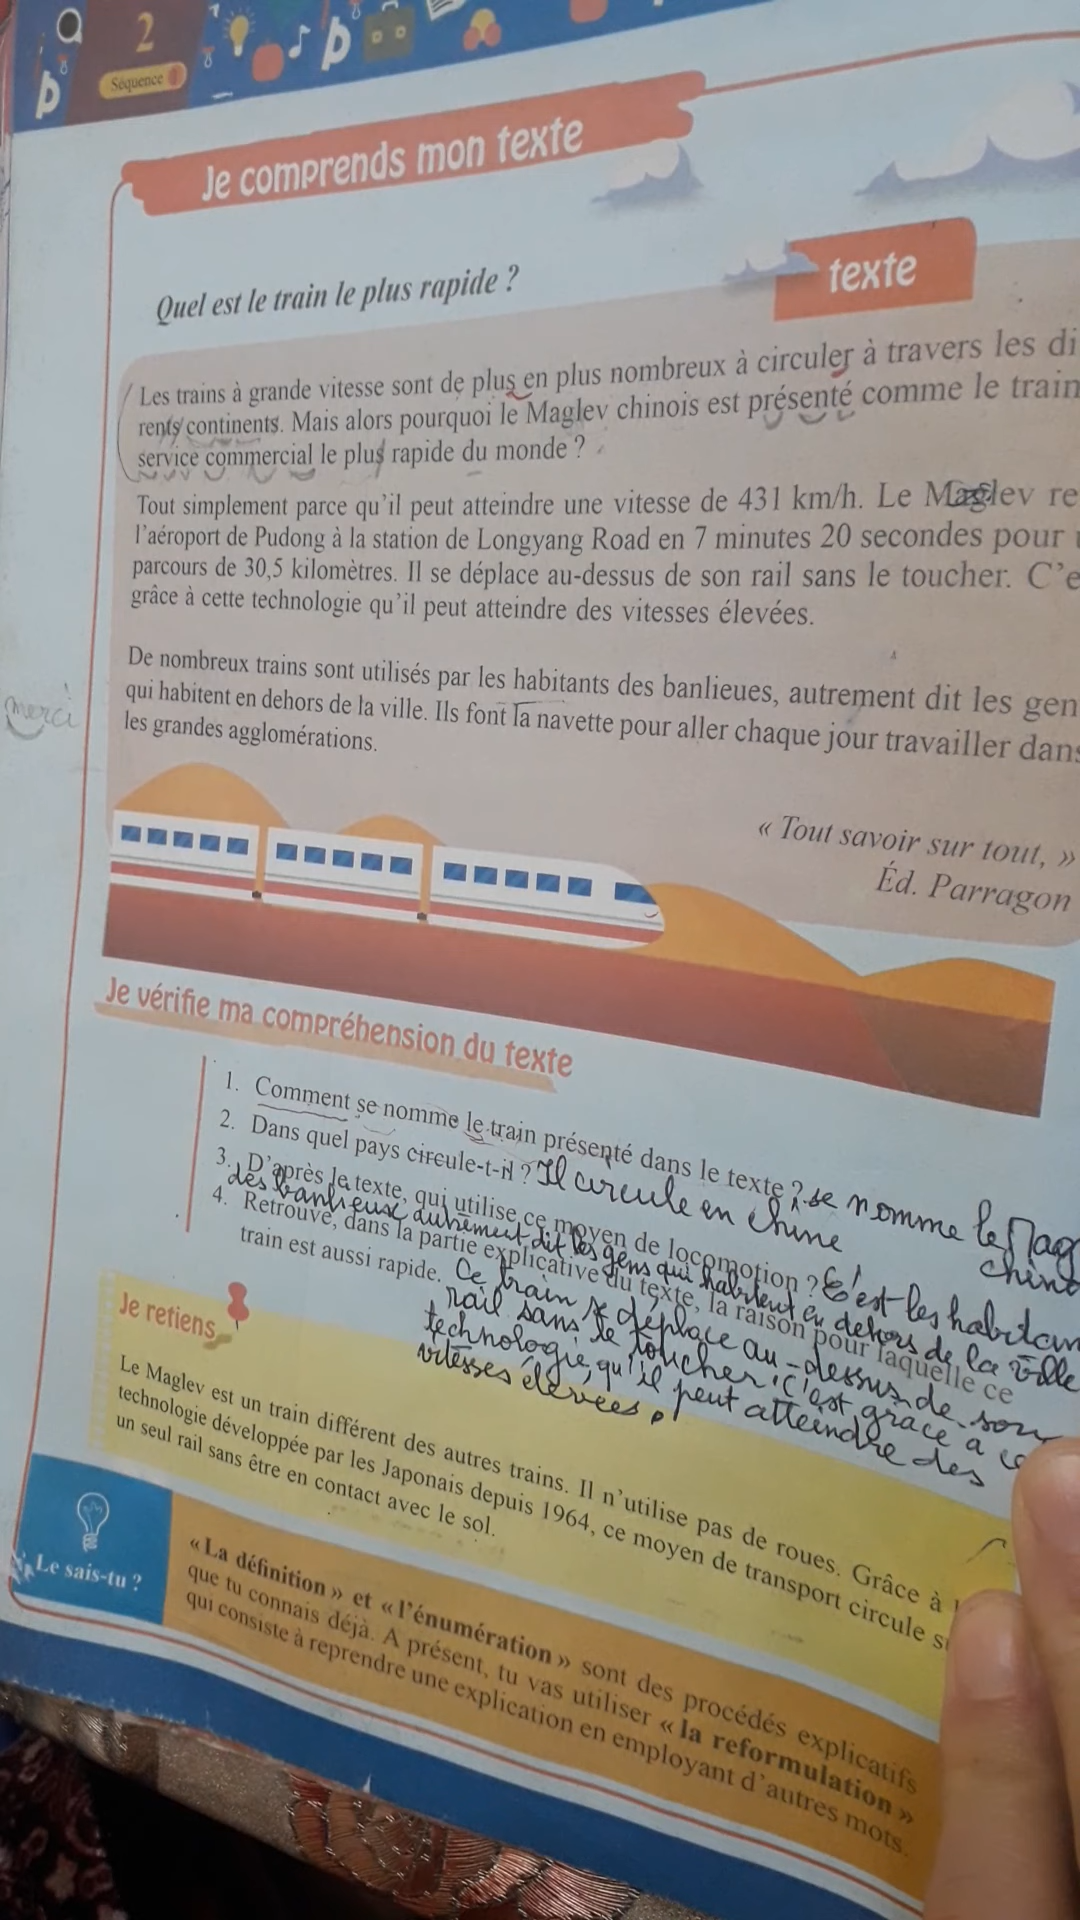 2
Séquence 1
Je comprends mon texte
texte
Quel est le train le plus rapide ?
Les trains à grande vitesse sont de plus en plus nombreux à circuler à travers les di
rents continents. Mais alors pourquoi le Maglev chinois est présenté comme le train
service commercial le plus rapide du monde ?
Tout simplement parce qu'il peut atteindre une vitesse de 431 km/h. Le Maglev re
l'aéroport de Pudong à la station de Longyang Road en 7 minutes 20 secondes pour
parcours de 30,5 kilomètres. Il se déplace au-dessus de son rail sans le toucher. C'e
grâce à cette technologie qu'il peut atteindre des vitesses élevées.
De nombreux trains sont utilisés par les habitants des banlieues, autrement dit les gen
qui habitent en dehors de la ville. Ils font la navette pour aller chaque jour travailler dans
les grandes agglomérations.
merci
« Tout savoir sur tout, »
Éd. Parragon
Je vérifie ma compréhension du texte
1. Comment se nomme le train présenté dans le texte ? se nomme le Mag
chino
2. Dans quel pays circule-t-il ? Il circule en chine
3. D'après le texte, qui utilise ce moyen de locomotion ? C'est les habitan
des banlieux autrement dit les gens qui habitent en dehors de la ville
4. Retrouve, dans la partie explicative du texte, la raison pour laquelle ce
train est aussi rapide. Ce train se déplace au-dessus de son
rail sans le toucher. c'est grâce à ce
technologie, qu'il peut atteindre des
vitesses élevées.
Je retiens
Le Maglev est un train différent des autres trains. Il n'utilise pas de roues. Grâce à
technologie développée par les Japonais depuis 1964, ce moyen de transport circule s
un seul rail sans être en contact avec le sol.
Le sais-tu ?
« La définition » et « l'énumération » sont des procédés explicatifs
que tu connais déjà. A présent, tu vas utiliser « la reformulation »
qui consiste à reprendre une explication en employant d'autres mots.